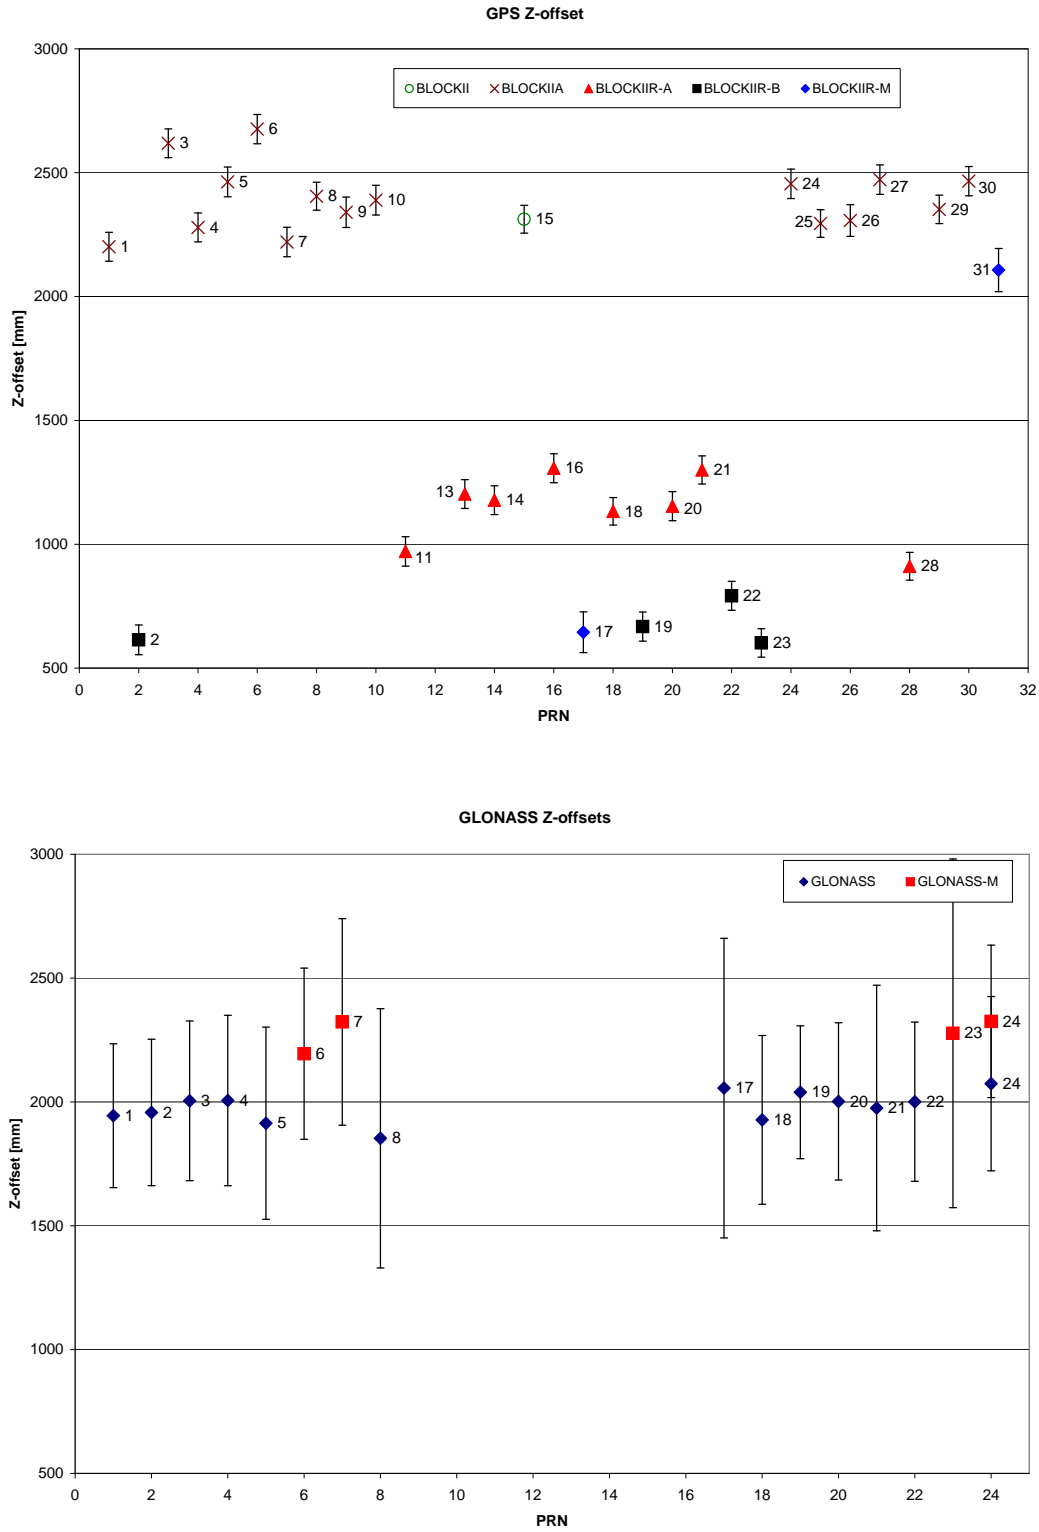 GPS Z-offset
3000
BLOCKII BLOCKIIA BLOCKIIR-A BLOCKIIR-B BLOCKIIR-M
6
3
2500
5
24 27 30
8
10
9 15 25 26 29
4
7
1
31
2000
Z-offset [mm]
1500
16 21
13 14
20
18
1000
11 28
22
19
17
2 23
500
0 2 4 6 8 10 12 14 16 18 20 22 24 26 28 30 32
PRN
GLONASS Z-offsets
3000
GLONASS GLONASS-M
2500
7 24
23
6
24
17
19
3 4 20 22
2000
1 2 21
5 18
8
Z-offset [mm]
1500
1000
500
0 2 4 6 8 10 12 14 16 18 20 22 24
PRN